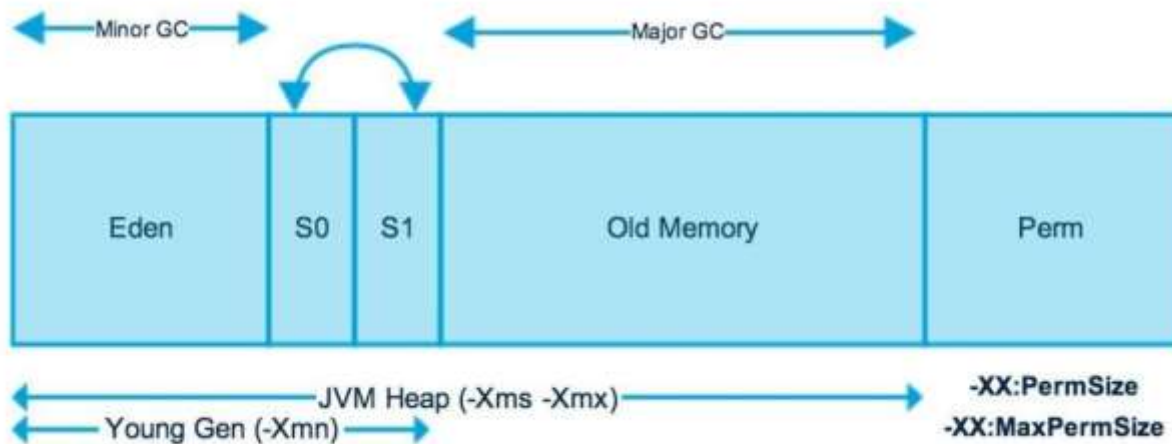 Minor GC
Major GC
Eden
S0
S1
Old Memory
Perm
JVM Heap (-Xms -Xmx)
-XX:PermSize
Young Gen (-Xmn)
-XX:MaxPermSize